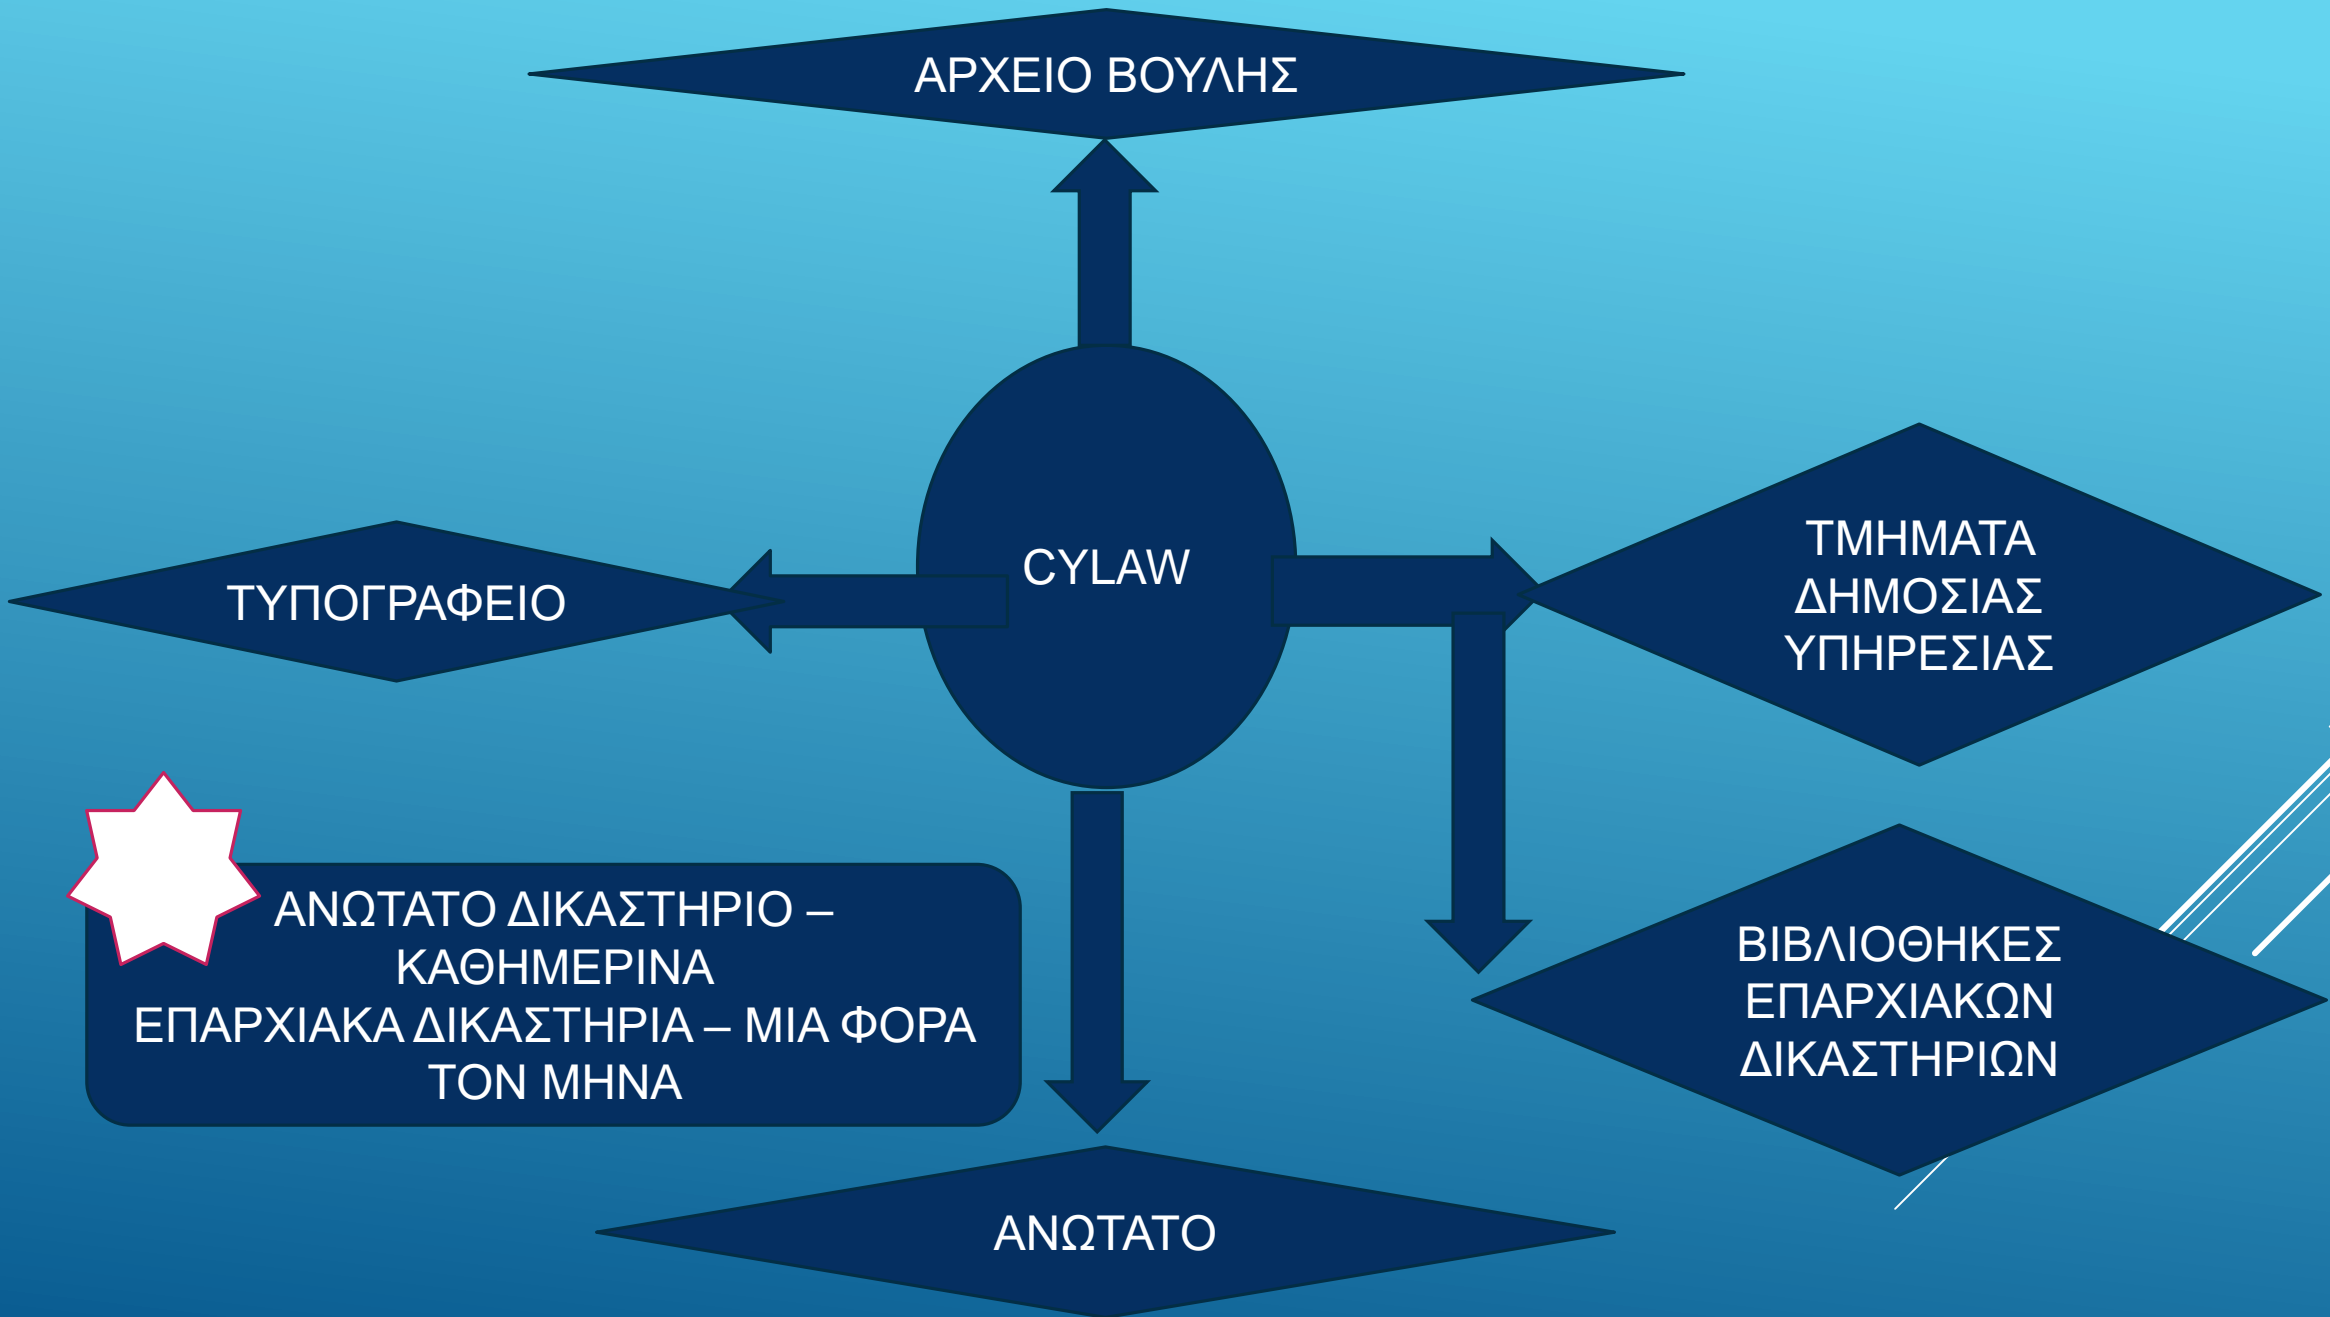 ΑΡΧΕΙΟ ΒΟΥΛΗΣ
CYLAW
ΤΥΠΟΓΡΑΦΕΙΟ
ΤΜΗΜΑΤΑ
ΔΗΜΟΣΙΑΣ
ΥΠΗΡΕΣΙΑΣ
ΑΝΩΤΑΤΟ ΔΙΚΑΣΤΗΡΙΟ –
ΚΑΘΗΜΕΡΙΝΑ
ΕΠΑΡΧΙΑΚΑ ΔΙΚΑΣΤΗΡΙΑ – ΜΙΑ ΦΟΡΑ
ΤΟΝ ΜΗΝΑ
ΒΙΒΛΙΟΘΗΚΕΣ
ΕΠΑΡΧΙΑΚΩΝ
ΔΙΚΑΣΤΗΡΙΩΝ
ΑΝΩΤΑΤΟ